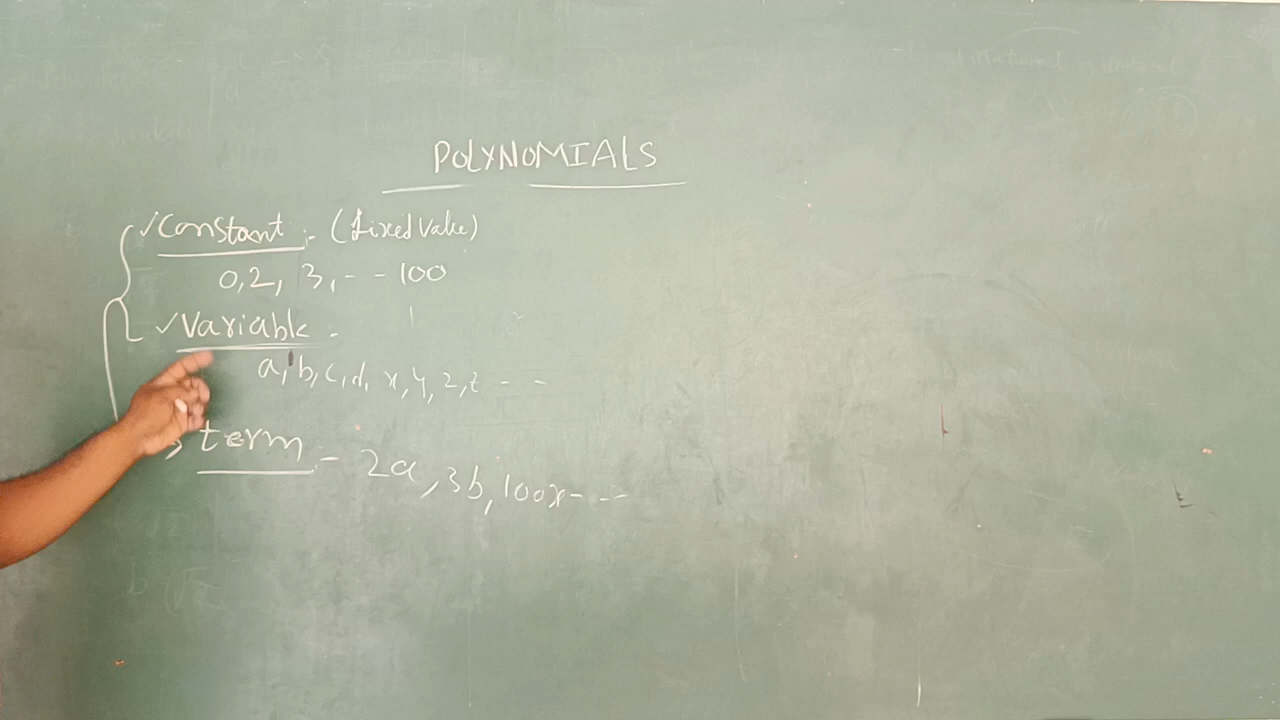 POLYNOMIALS
✓Constant :- (fixed value)
0,2, 3, - - 100
✓Variable -
a, b, c, d, x, y, z, t - - -
term :- 2a, 3b, 100x - - -